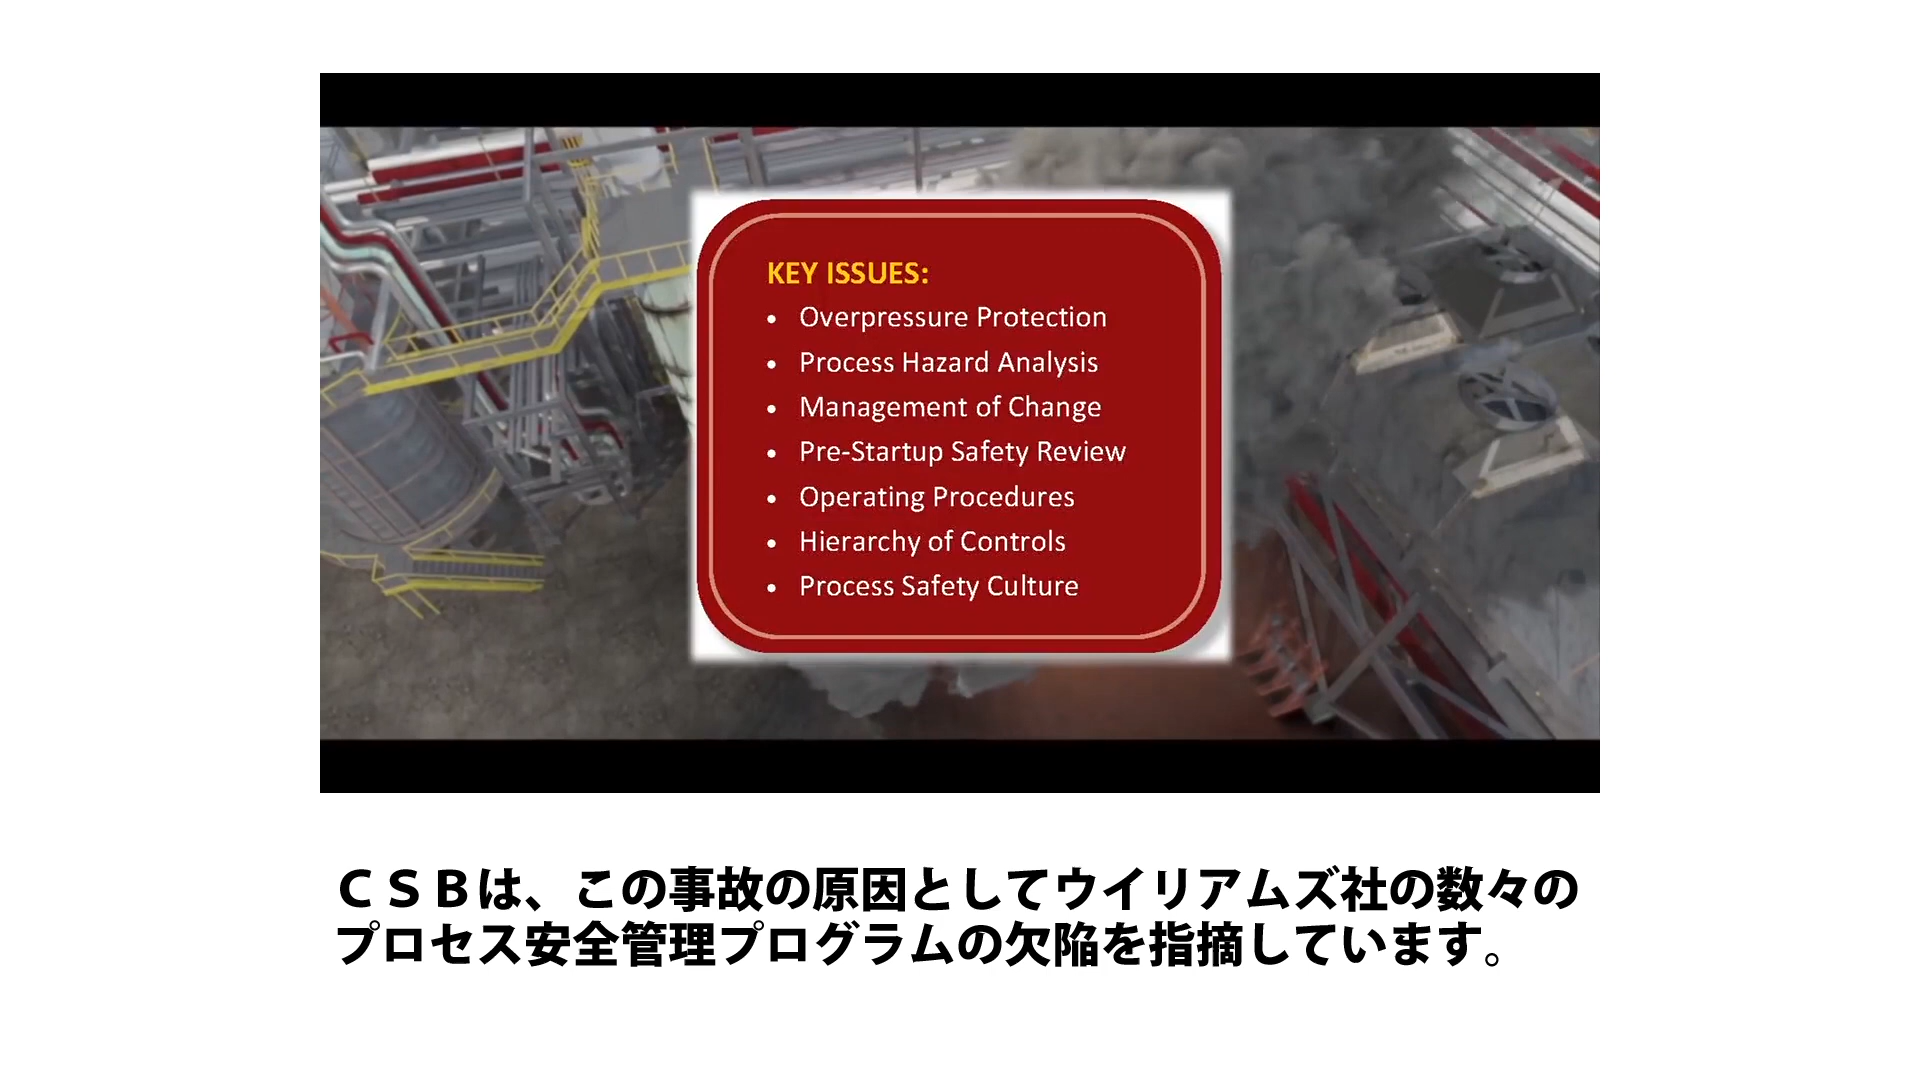 KEY ISSUES:
• Overpressure Protection
• Process Hazard Analysis
• Management of Change
• Pre-Startup Safety Review
• Operating Procedures
• Hierarchy of Controls
• Process Safety Culture
ＣＳＢは、この事故の原因としてウイリアムズ社の数々の
プロセス安全管理プログラムの欠陥を指摘しています。